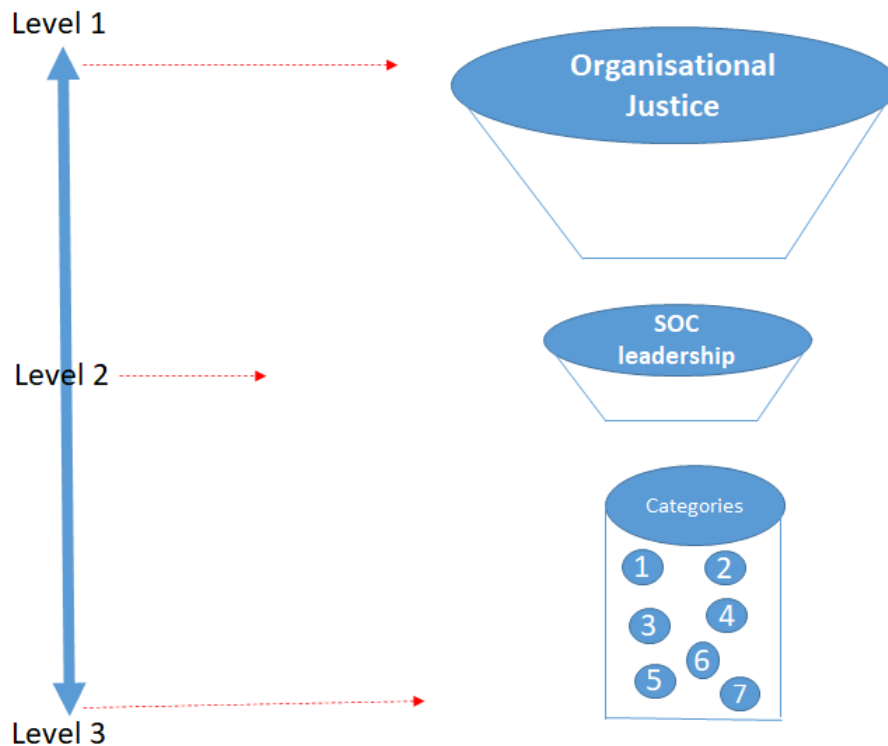 Level 1
Organisational
Justice
SOC
leadership
Level 2
Categories
1
2
3
4
6
5
7
Level 3